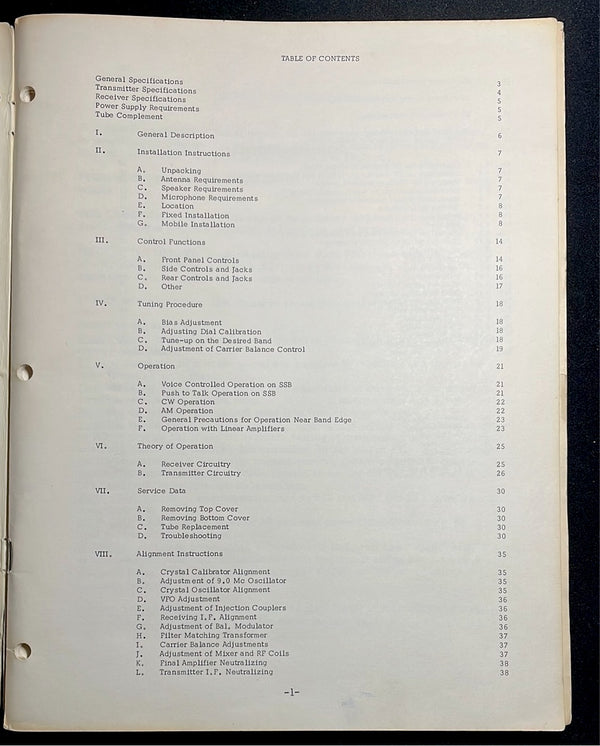 TABLE OF CONTENTS
General Specifications 3
Transmitter Specifications 4
Receiver Specifications 5
Power Supply Requirements 5
Tube Complement 5
I. General Description 6
II. Installation Instructions 7
A. Unpacking 7
B. Antenna Requirements 7
C. Speaker Requirements 7
D. Microphone Requirements 7
E. Location 8
F. Fixed Installation 8
G. Mobile Installation 8
III. Control Functions 14
A. Front Panel Controls 14
B. Side Controls and Jacks 16
C. Rear Controls and Jacks 16
D. Other 17
IV. Tuning Procedure 18
A. Bias Adjustment 18
B. Adjusting Dial Calibration 18
C. Tune-up on the Desired Band 18
D. Adjustment of Carrier Balance Control 19
V. Operation 21
A. Voice Controlled Operation on SSB 21
B. Push to Talk Operation on SSB 21
C. CW Operation 22
D. AM Operation 22
E. General Precautions for Operation Near Band Edge 23
F. Operation with Linear Amplifiers 23
VI. Theory of Operation 25
A. Receiver Circuitry 25
B. Transmitter Circuitry 26
VII. Service Data 30
A. Removing Top Cover 30
B. Removing Bottom Cover 30
C. Tube Replacement 30
D. Troubleshooting 30
VIII. Alignment Instructions 35
A. Crystal Calibrator Alignment 35
B. Adjustment of 9.0 Mc Oscillator 35
C. Crystal Oscillator Alignment 35
D. VFO Adjustment 36
E. Adjustment of Injection Couplers 36
F. Receiving I.F. Alignment 36
G. Adjustment of Bal. Modulator 36
H. Filter Matching Transformer 37
I. Carrier Balance Adjustments 37
J. Adjustment of Mixer and RF Coils 37
K. Final Amplifier Neutralizing 38
L. Transmitter I.F. Neutralizing 38
-1-